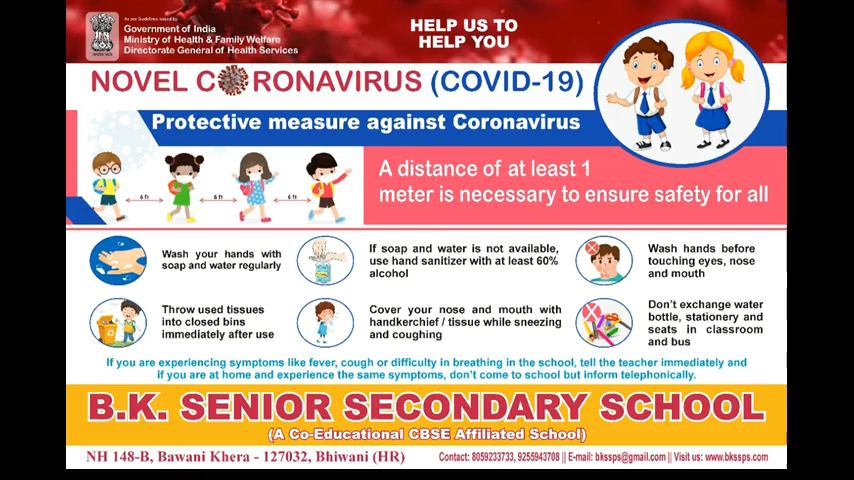 As per Guidelines issued by
Government of India
Ministry of Health & Family Welfare
Directorate General of Health Services
HELP US TO
HELP YOU
NOVEL CORONAVIRUS (COVID-19)
Protective measure against Coronavirus
6 ft 6 ft 6 ft
A distance of at least 1
meter is necessary to ensure safety for all
Wash your hands with
soap and water regularly
If soap and water is not available,
use hand sanitizer with at least 60%
alcohol
Wash hands before
touching eyes, nose
and mouth
Throw used tissues
into closed bins
immediately after use
Cover your nose and mouth with
handkerchief / tissue while sneezing
and coughing
Don't exchange water
bottle, stationery and
seats in classroom
and bus
If you are experiencing symptoms like fever, cough or difficulty in breathing in the school, tell the teacher immediately and
if you are at home and experience the same symptoms, don't come to school but inform telephonically.
B.K. SENIOR SECONDARY SCHOOL
(A Co-Educational CBSE Affiliated School)
NH 148-B, Bawani Khera - 127032, Bhiwani (HR)
Contact: 8059233733, 9255943708 || E-mail: bkssps@gmail.com || Visit us: www.bkssps.com